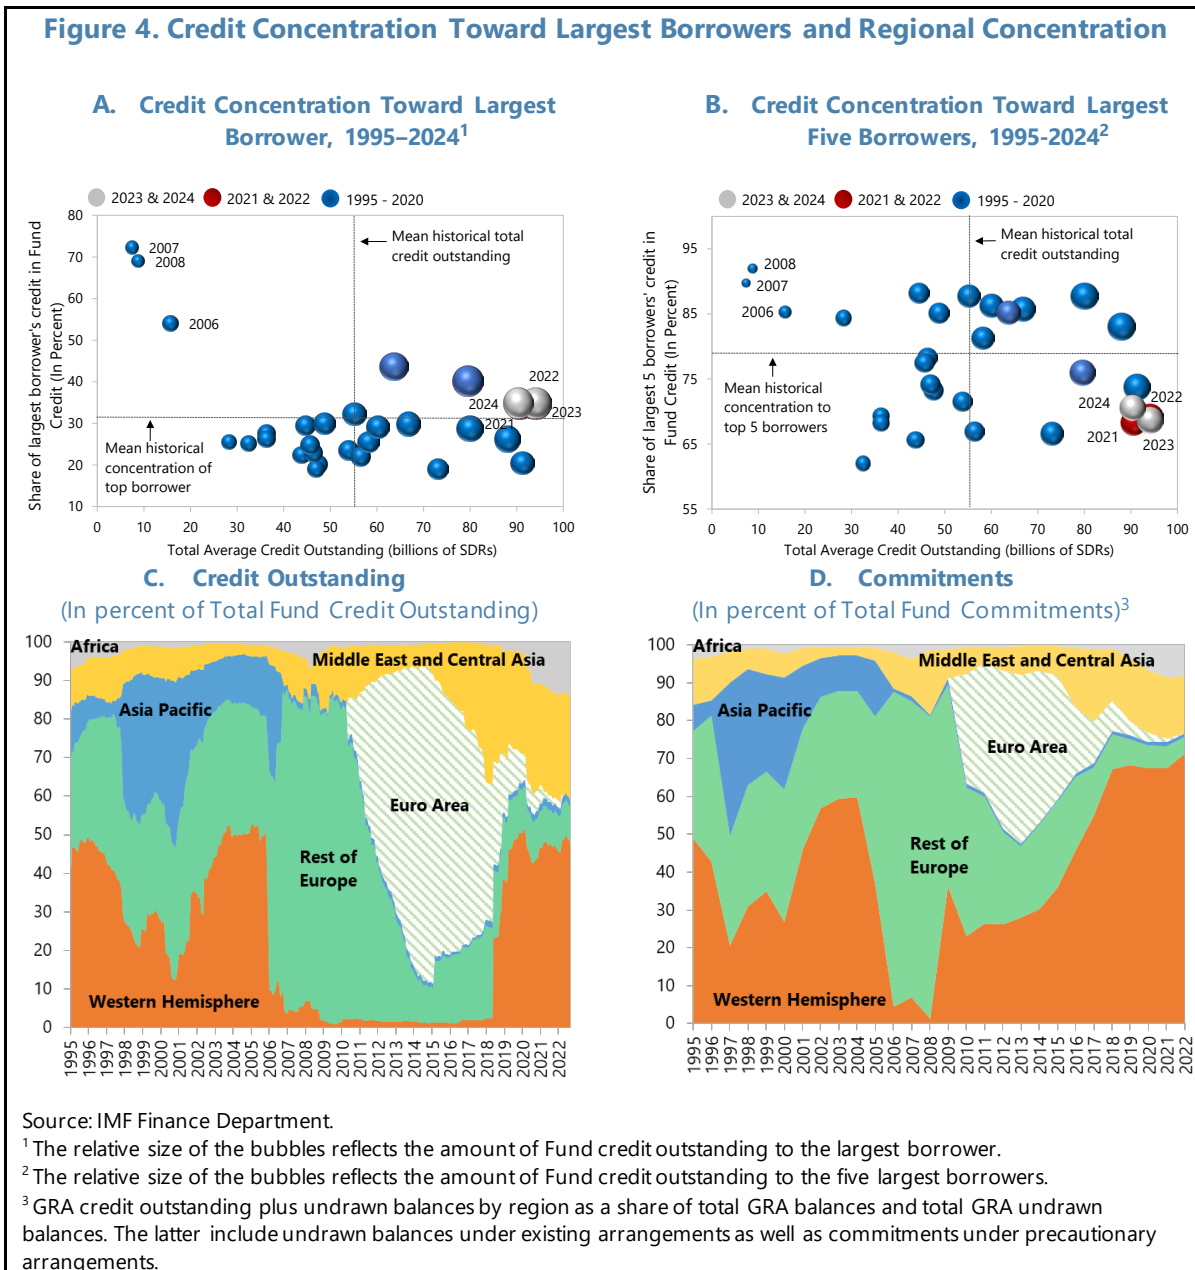 Figure 4. Credit Concentration Toward Largest Borrowers and Regional Concentration
A. Credit Concentration Toward Largest
Borrower, 1995–2024¹
2023 & 2024 2021 & 2022 1995 - 2020
Share of largest borrower's credit in Fund
Credit (In Percent)
80
70
60
50
40
30
20
10
2007
2008
2006
Mean historical total
credit outstanding
2022
2024
2023
2021
Mean historical
concentration of
top borrower
0 10 20 30 40 50 60 70 80 90 100
Total Average Credit Outstanding (billions of SDRs)
B. Credit Concentration Toward Largest
Five Borrowers, 1995-2024²
2023 & 2024 2021 & 2022 1995 - 2020
Share of largest 5 borrowers' credit in
Fund Credit (In Percent)
95
85
75
65
55
2008
2007
2006
Mean historical total
credit outstanding
Mean historical
concentration to
top 5 borrowers
2022
2024
2021
2023
0 10 20 30 40 50 60 70 80 90 100
Total Average Credit Outstanding (billions of SDRs)
C. Credit Outstanding
(In percent of Total Fund Credit Outstanding)
100
90
80
70
60
50
40
30
20
10
0
Africa
Middle East and Central Asia
Asia Pacific
Euro Area
Rest of
Europe
Western Hemisphere
1995 1996 1997 1998 1999 2000 2001 2002 2003 2004 2005 2006 2007 2008 2009 2010 2011 2012 2013 2014 2015 2016 2017 2018 2019 2020 2021 2022
D. Commitments
(In percent of Total Fund Commitments)³
100
90
80
70
60
50
40
30
20
10
0
Africa
Middle East and Central Asia
Asia Pacific
Euro Area
Rest of
Europe
Western Hemisphere
1995 1996 1997 1998 1999 2000 2001 2002 2003 2004 2005 2006 2007 2008 2009 2010 2011 2012 2013 2014 2015 2016 2017 2018 2019 2020 2021 2022
Source: IMF Finance Department.
¹ The relative size of the bubbles reflects the amount of Fund credit outstanding to the largest borrower.
² The relative size of the bubbles reflects the amount of Fund credit outstanding to the five largest borrowers.
³ GRA credit outstanding plus undrawn balances by region as a share of total GRA balances and total GRA undrawn
balances. The latter include undrawn balances under existing arrangements as well as commitments under precautionary
arrangements.